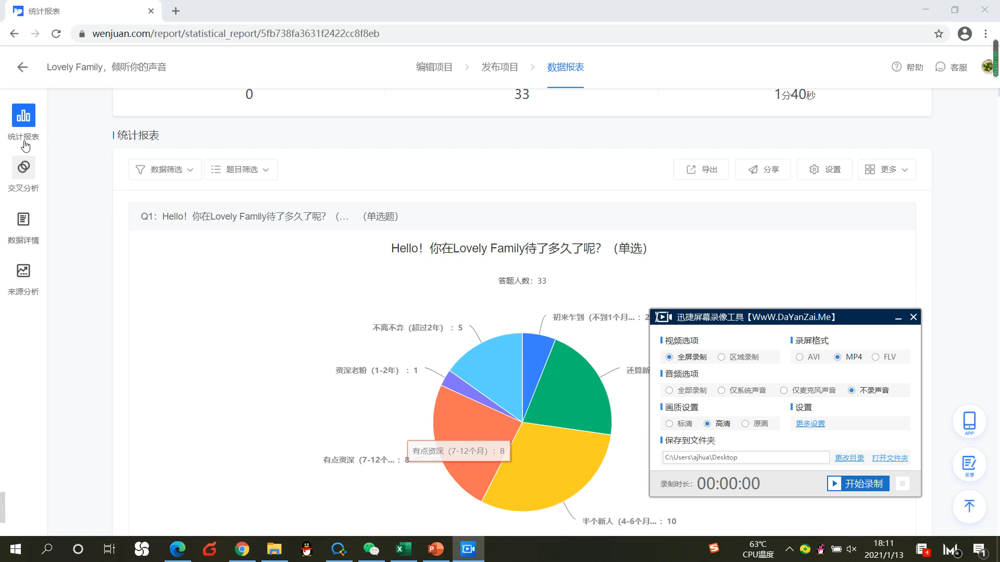 统计报表
wenjuan.com/report/statistical_report/5fb738fa3631f2422cc8f8eb
Lovely Family，倾听你的声音
编辑项目
发布项目
数据报表
帮助
客服
0
33
1分40秒
统计报表
交叉分析
数据详情
来源分析
统计报表
数据筛选
题目筛选
导出
分享
设置
更多
Q1：Hello！你在Lovely Family待了多久了呢？（... （单选题）
Hello！你在Lovely Family待了多久了呢？（单选）
答题人数：33
初来乍到（不到1个月...：2
不离不弃（超过2年）：5
资深老粉（1-2年）：1
还算新
有点资深（7-12个月）：8
有点资深（7-12个...：8
半个新人（4-6个月...：10
迅捷屏幕录像工具【WwW.DaYanZai.Me】
视频选项
录屏格式
全屏录制
区域录制
AVI
MP4
FLV
音频选项
全部录制
仅系统声音
仅麦克风声音
不录声音
画质设置
设置
标清
高清
原画
更多设置
保存到文件夹
C:\Users\ajhua\Desktop
更改目录
打开文件夹
录制时长：
00:00:00
开始录制
APP
反馈
63℃
CPU温度
18:11
2021/1/13
4
4
1